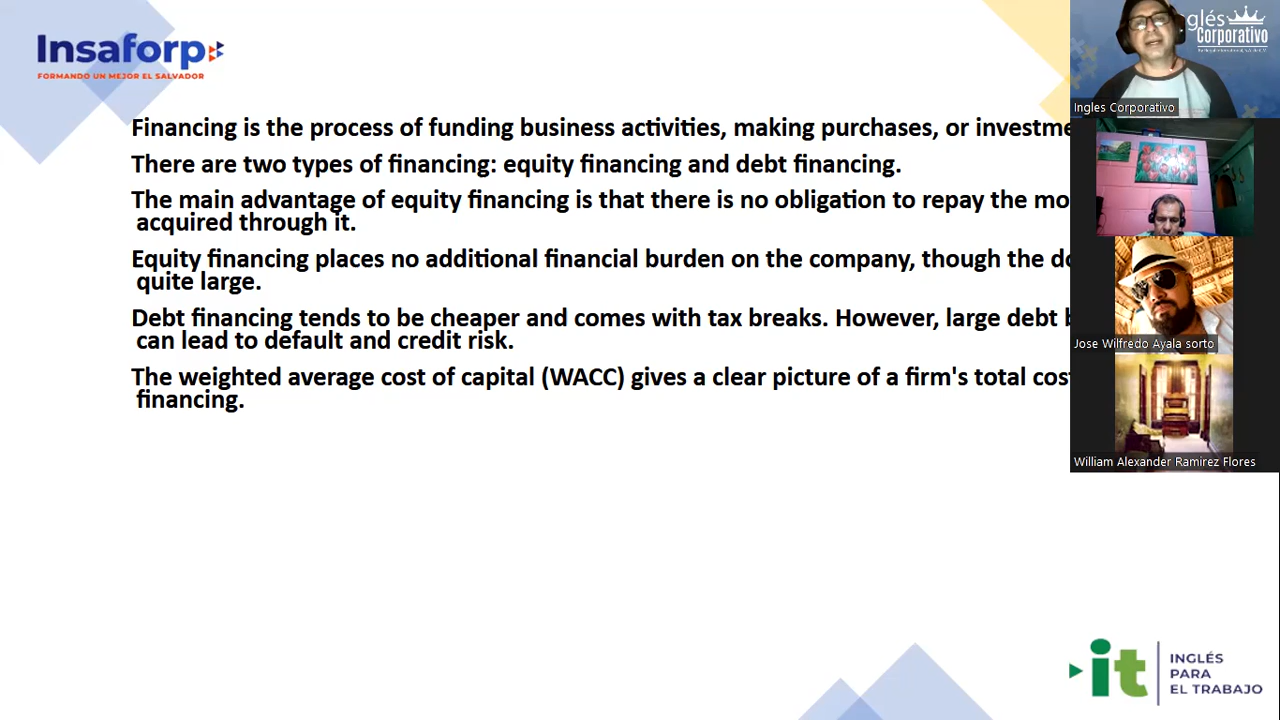 Insaforp
FORMANDO UN MEJOR EL SALVADOR
glés
Corporativo
Ingles Corporativo
Financing is the process of funding business activities, making purchases, or
There are two types of financing: equity financing and debt financing.
The main advantage of equity financing is that there is no obligation to repay the
acquired through it.
Equity financing places no additional financial burden on the company, though the
quite large.
Debt financing tends to be cheaper and comes with tax breaks. However, large debt
can lead to default and credit risk.
The weighted average cost of capital (WACC) gives a clear picture of a firm's total
financing.
Jose Wilfredo Ayala sorto
William Alexander Ramirez Flores
it
INGLÉS
PARA
EL TRABAJO